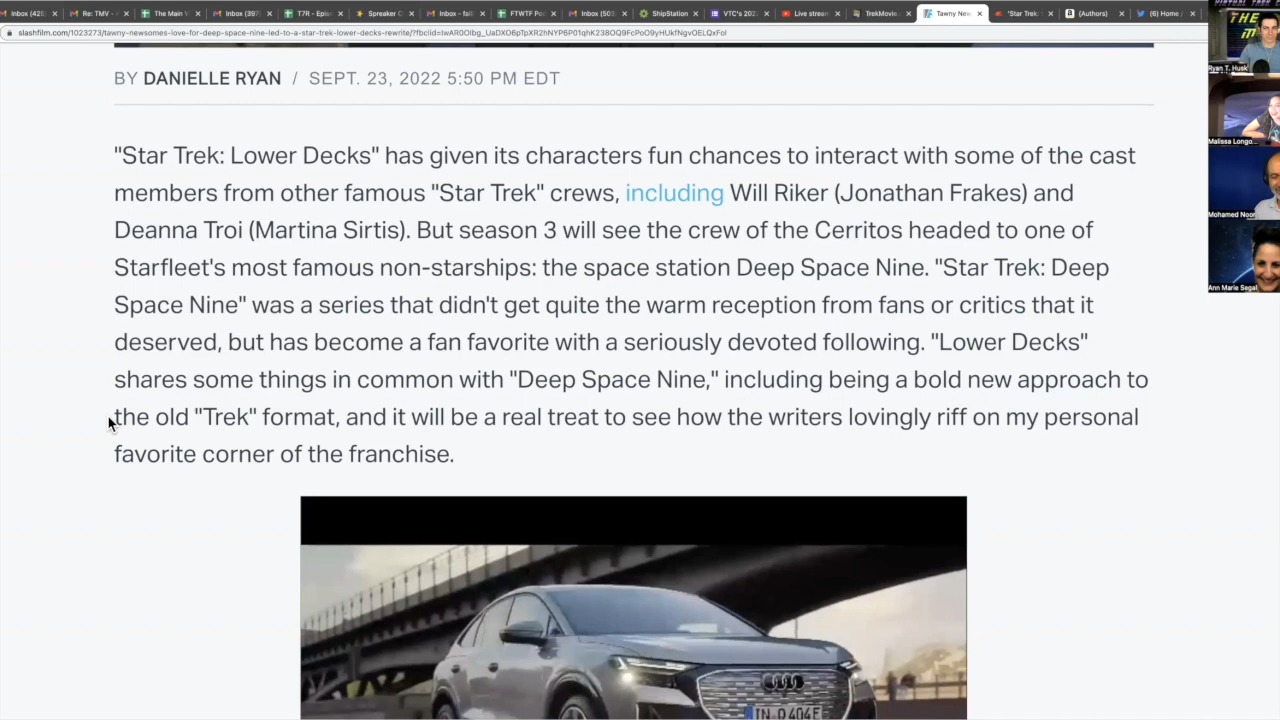 Inbox (42
Re: TMV -
The Main V
Inbox (397
T7R - Epis
Spreaker C
Inbox - fail
FTWTF Po
Inbox (503
ShipStation
VTC's 202
Live strean
TrekMovie
Tawny New
'Star Trek:
(Authors)
(6) Home
slashfilm.com/1023273/tawny-newsomes-love-for-deep-space-nine-led-to-a-star-trek-lower-decks-rewrite/
THE
Ryan T. Husk
Malissa Longo...
Mohamed Noor
Ann Marie Segal
BY DANIELLE RYAN / SEPT. 23, 2022 5:50 PM EDT
"Star Trek: Lower Decks" has given its characters fun chances to interact with some of the cast
members from other famous "Star Trek" crews, including Will Riker (Jonathan Frakes) and
Deanna Troi (Martina Sirtis). But season 3 will see the crew of the Cerritos headed to one of
Starfleet's most famous non-starships: the space station Deep Space Nine. "Star Trek: Deep
Space Nine" was a series that didn't get quite the warm reception from fans or critics that it
deserved, but has become a fan favorite with a seriously devoted following. "Lower Decks"
shares some things in common with "Deep Space Nine," including being a bold new approach to
the old "Trek" format, and it will be a real treat to see how the writers lovingly riff on my personal
favorite corner of the franchise.